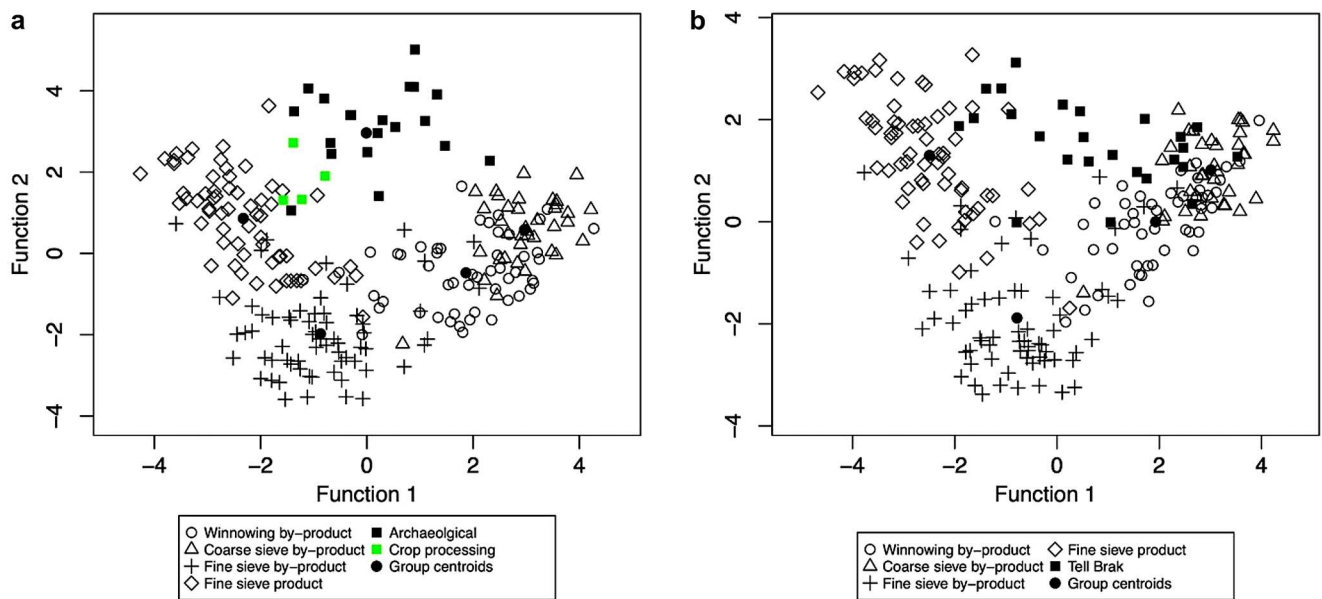 a
b
Function 2
4
2
0
−2
−4
−4
−2
0
2
4
Function 1
Winnowing by−product
Coarse sieve by−product
Fine sieve by−product
Fine sieve product
Archaeolgical
Crop processing
Group centroids
Function 2
4
2
0
−2
−4
−4
−2
0
2
4
Function 1
Winnowing by−product
Coarse sieve by−product
Fine sieve by−product
Fine sieve product
Tell Brak
Group centroids